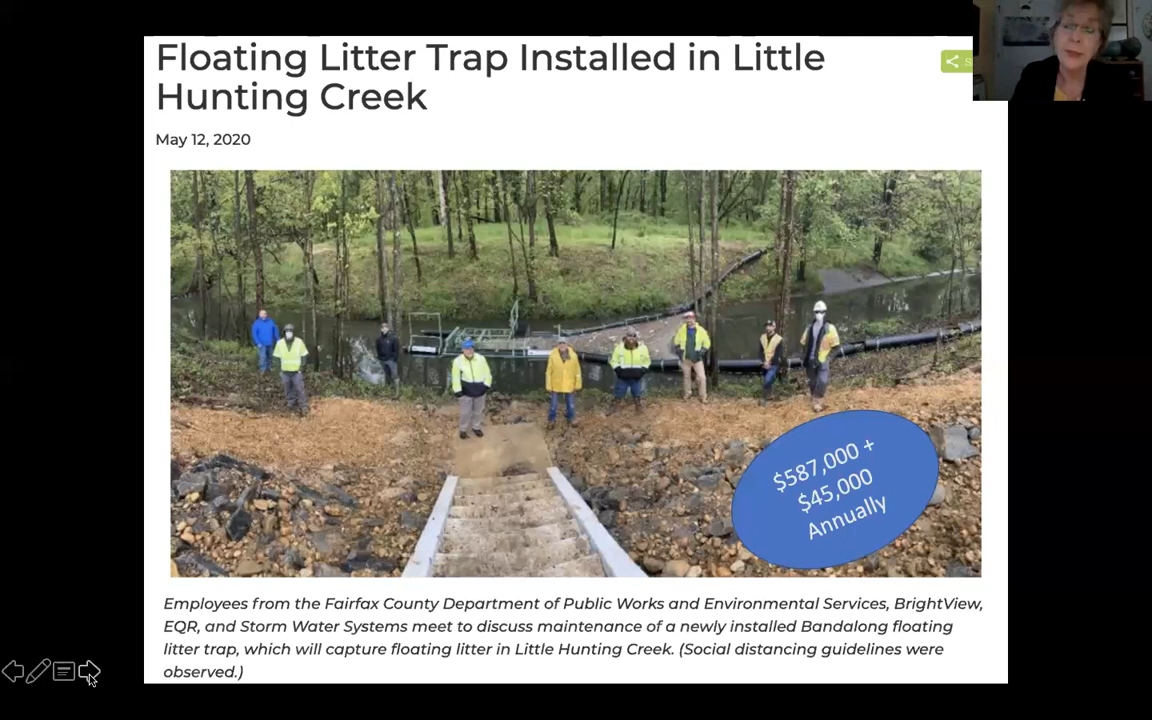 Floating Litter Trap Installed in Little
Hunting Creek
May 12, 2020
$587,000 +
$45,000
Annually
Employees from the Fairfax County Department of Public Works and Environmental Services, BrightView,
EQR, and Storm Water Systems meet to discuss maintenance of a newly installed Bandalong floating
litter trap, which will capture floating litter in Little Hunting Creek. (Social distancing guidelines were
observed.)